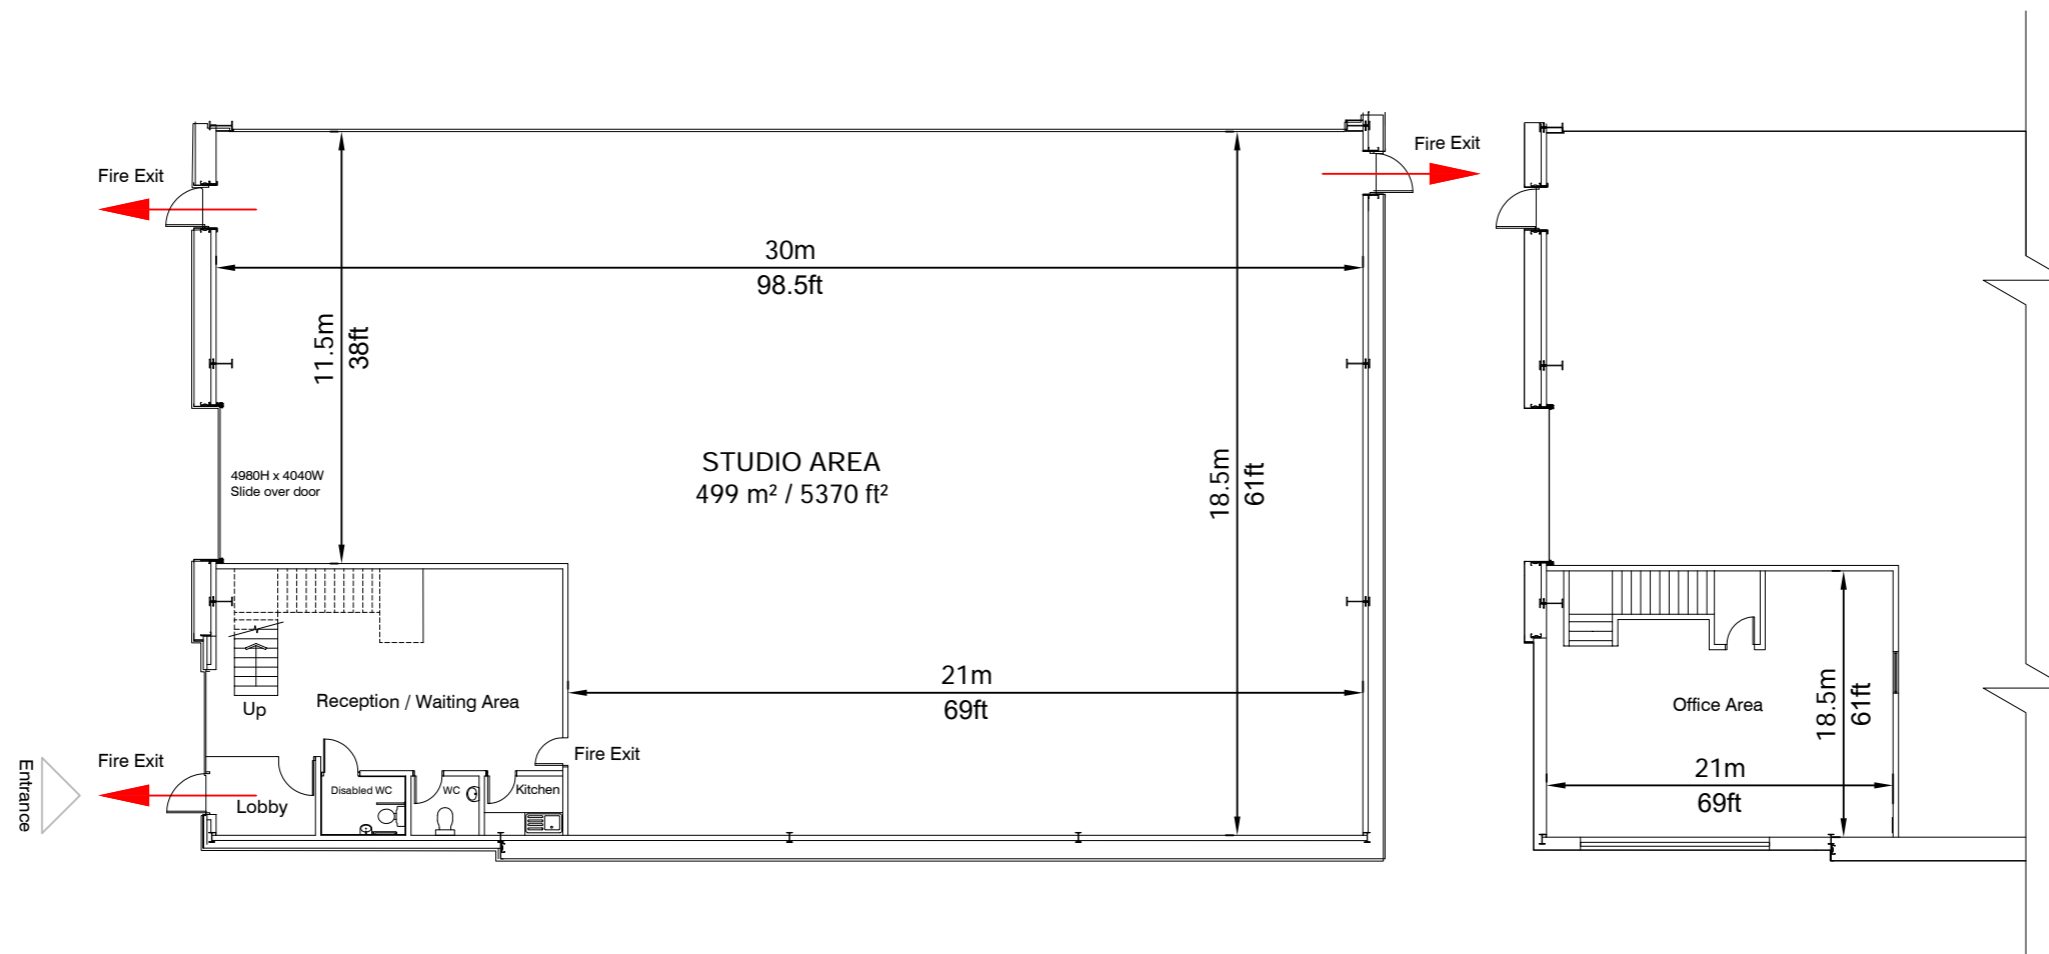 Fire Exit
Fire Exit
30m
98.5ft
11.5m
38ft
STUDIO AREA
499 m² / 5370 ft²
18.5m
61ft
4980H x 4040W
Slide over door
21m
69ft
Reception / Waiting Area
Up
Fire Exit
Fire Exit
Entrance
Lobby
Disabled WC
WC
Kitchen
Office Area
18.5m
61ft
21m
69ft